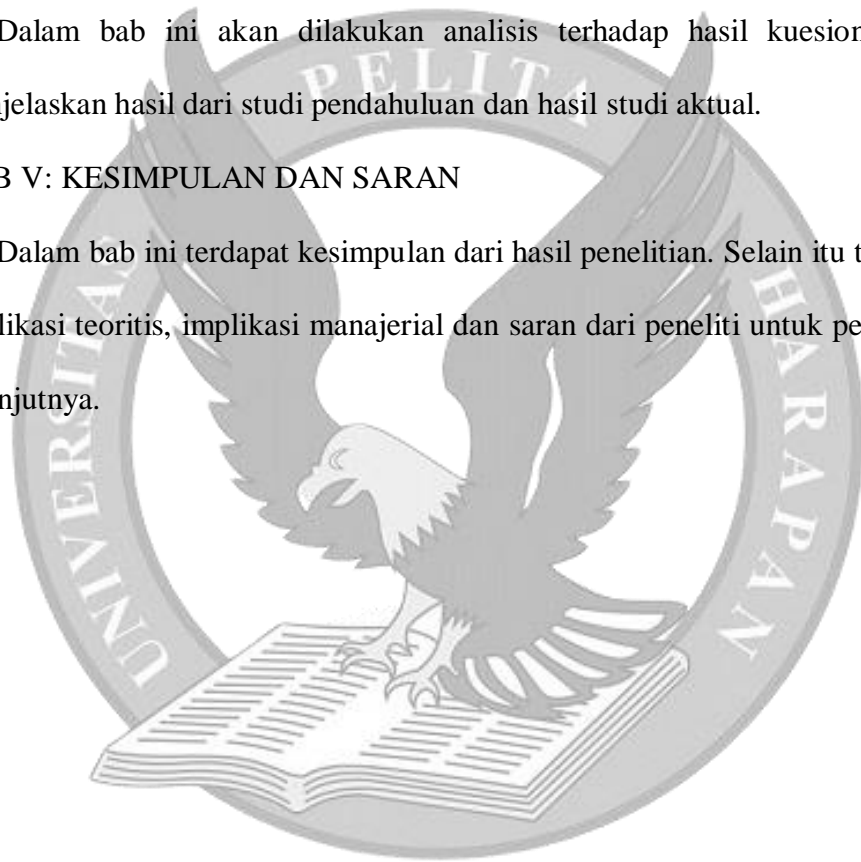 Dalam bab ini akan dilakukan analisis terhadap hasil kuesion
njelaskan hasil dari studi pendahuluan dan hasil studi aktual.
B V: KESIMPULAN DAN SARAN
Dalam bab ini terdapat kesimpulan dari hasil penelitian. Selain itu t
likasi teoritis, implikasi manajerial dan saran dari peneliti untuk pe
njutnya.
UNIVERSITAS PELITA HARAPAN